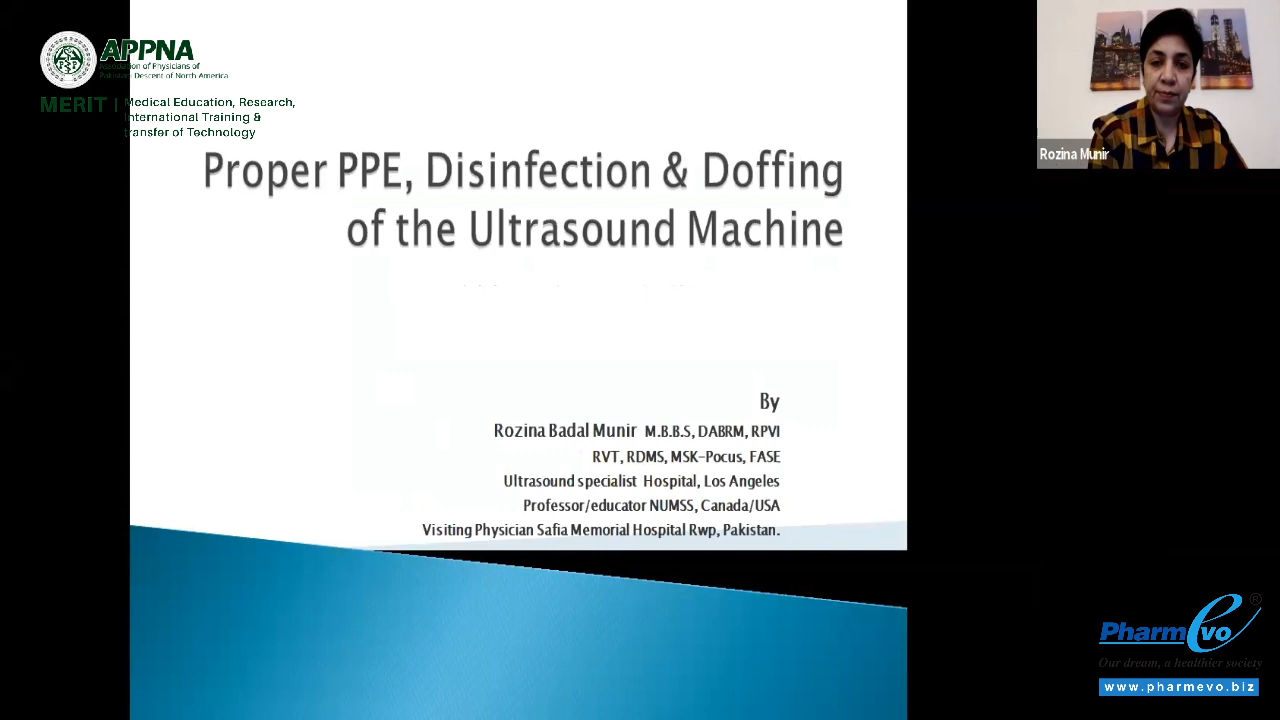 APPNA
Association of Physicians of
Pakistani Descent of North America
MERIT | Medical Education, Research,
International Training &
transfer of Technology
Rozina Munir
Proper PPE, Disinfection & Doffing
of the Ultrasound Machine
By
Rozina Badal Munir M.B.B.S, DABRM, RPVI
RVT, RDMS, MSK-Pocus, FASE
Ultrasound specialist Hospital, Los Angeles
Professor/educator NUMSS, Canada/USA
Visiting Physician Safia Memorial Hospital Rwp, Pakistan.
PharmEvo ®
Our dream, a healthier society
www.pharmevo.biz